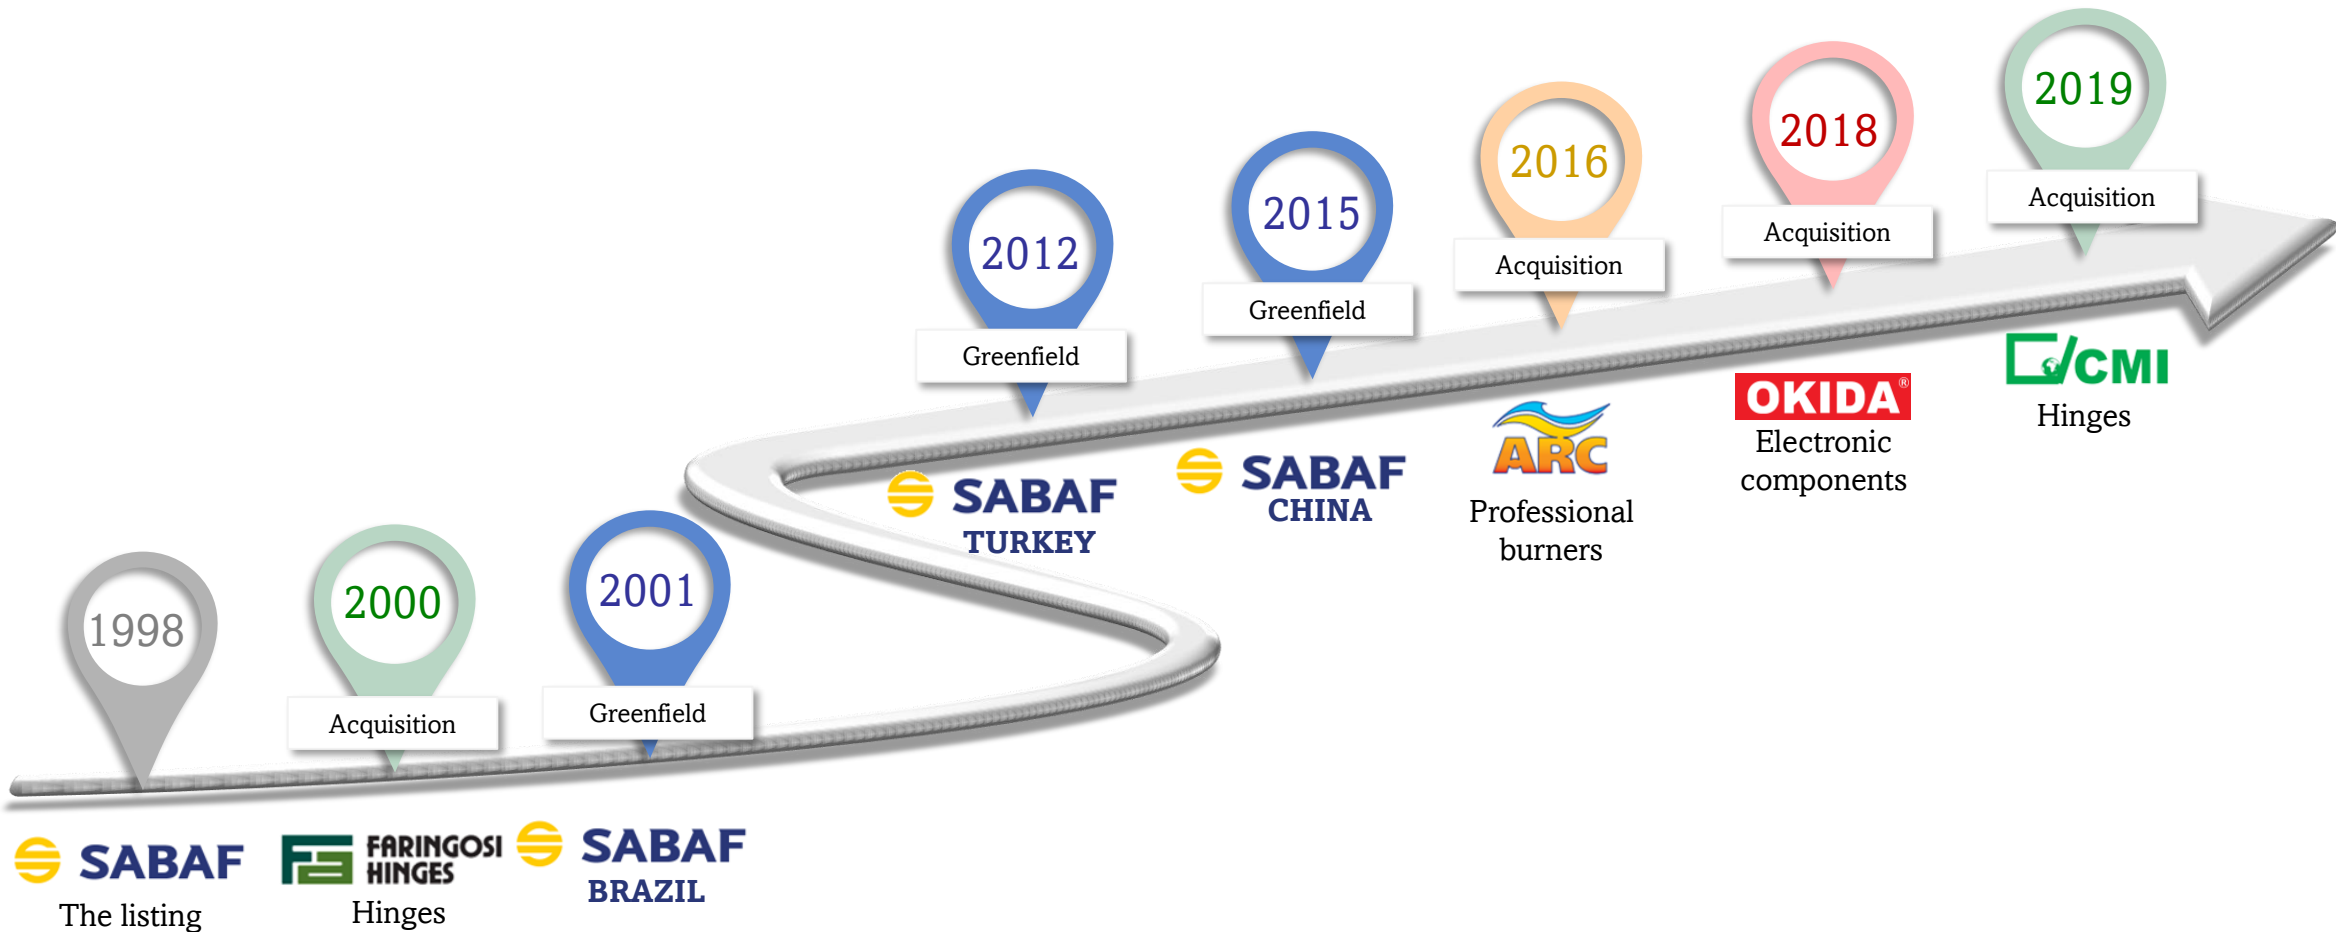 1998
SABAF
The listing
2000
Acquisition
FARINGOSI
HINGES
Hinges
2001
Greenfield
SABAF
BRAZIL
2012
Greenfield
SABAF
TURKEY
2015
Greenfield
SABAF
CHINA
2016
Acquisition
ARC
Professional
burners
2018
Acquisition
OKIDA®
Electronic
components
2019
Acquisition
CMI
Hinges